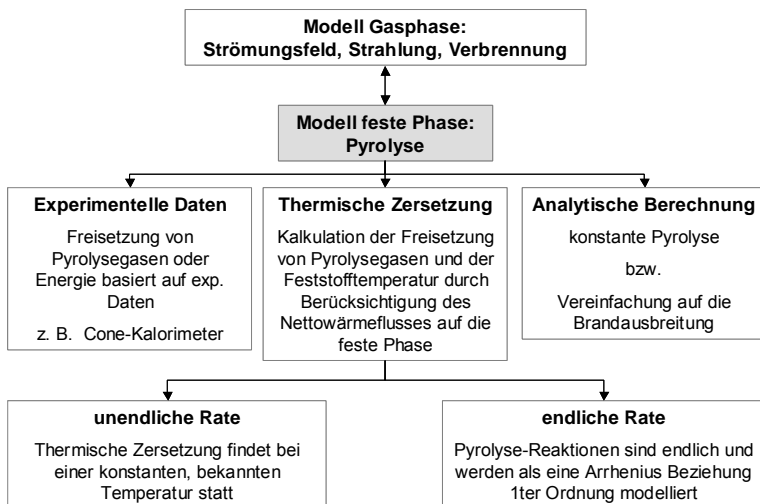 Modell Gasphase:
Strömungsfeld, Strahlung, Verbrennung
Modell feste Phase:
Pyrolyse
Experimentelle Daten
Freisetzung von
Pyrolysegasen oder
Energie basiert auf exp.
Daten
z. B. Cone-Kalorimeter
Thermische Zersetzung
Kalkulation der Freisetzung
von Pyrolysegasen und der
Feststofftemperatur durch
Berücksichtigung des
Nettowärmeflusses auf die
feste Phase
Analytische Berechnung
konstante Pyrolyse
bzw.
Vereinfachung auf die
Brandausbreitung
unendliche Rate
Thermische Zersetzung findet bei
einer konstanten, bekannten
Temperatur statt
endliche Rate
Pyrolyse-Reaktionen sind endlich und
werden als eine Arrhenius Beziehung
1ter Ordnung modelliert